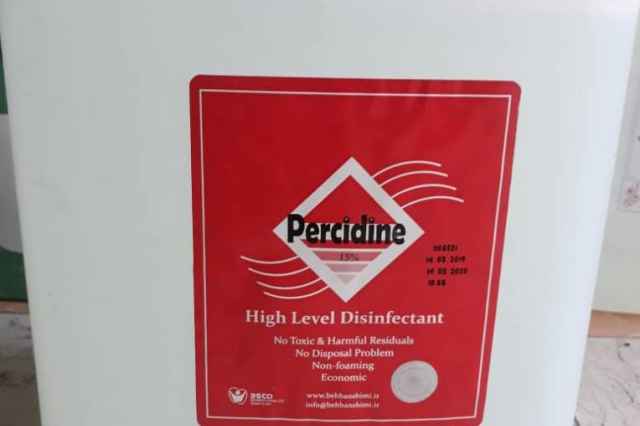 Percidine
15%
High Level Disinfectant
No Toxic & Harmful Residuals
No Disposal Problem
Non-foaming
Economic
www.behbanshimi.ir
info@behbanshimi.ir